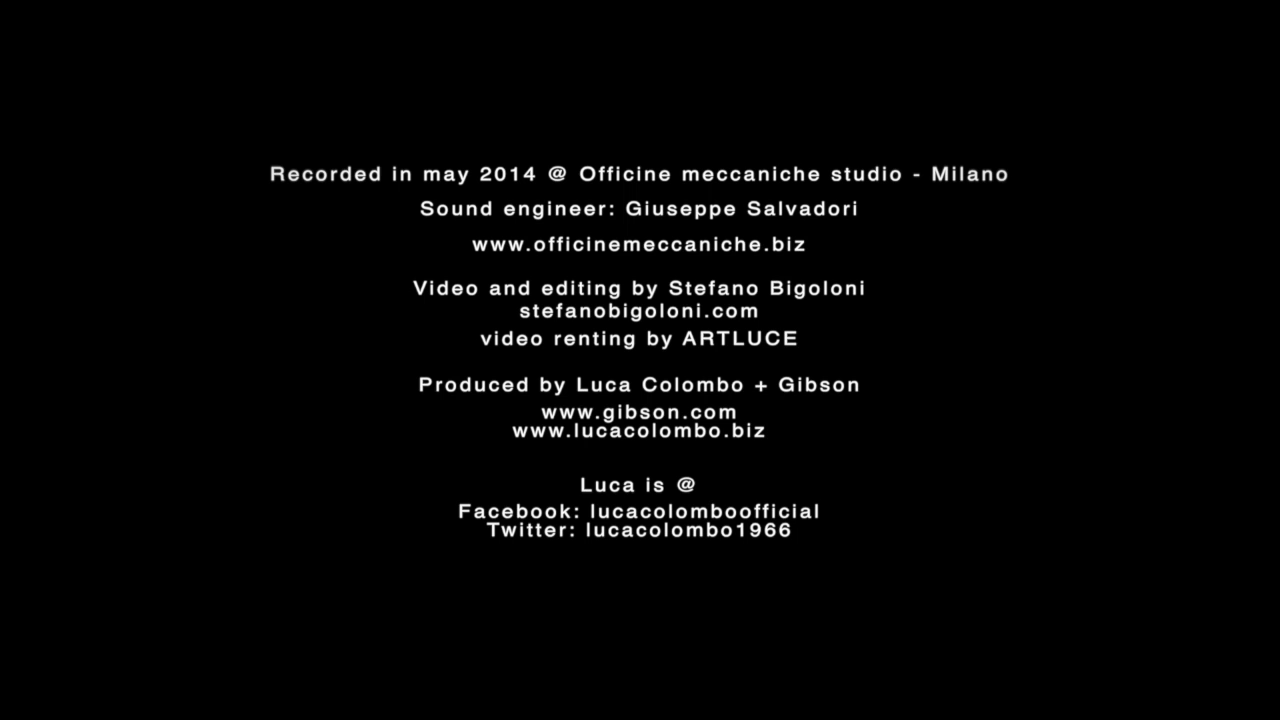 Recorded in may 2014 @ Officine meccaniche studio - Milano
Sound engineer: Giuseppe Salvadori
www.officinemeccaniche.biz
Video and editing by Stefano Bigoloni
stefanobigoloni.com
video renting by ARTLUCE
Produced by Luca Colombo + Gibson
www.gibson.com
www.lucacolombo.biz
Luca is @
Facebook: lucacolomboofficial
Twitter: lucacolombo1966